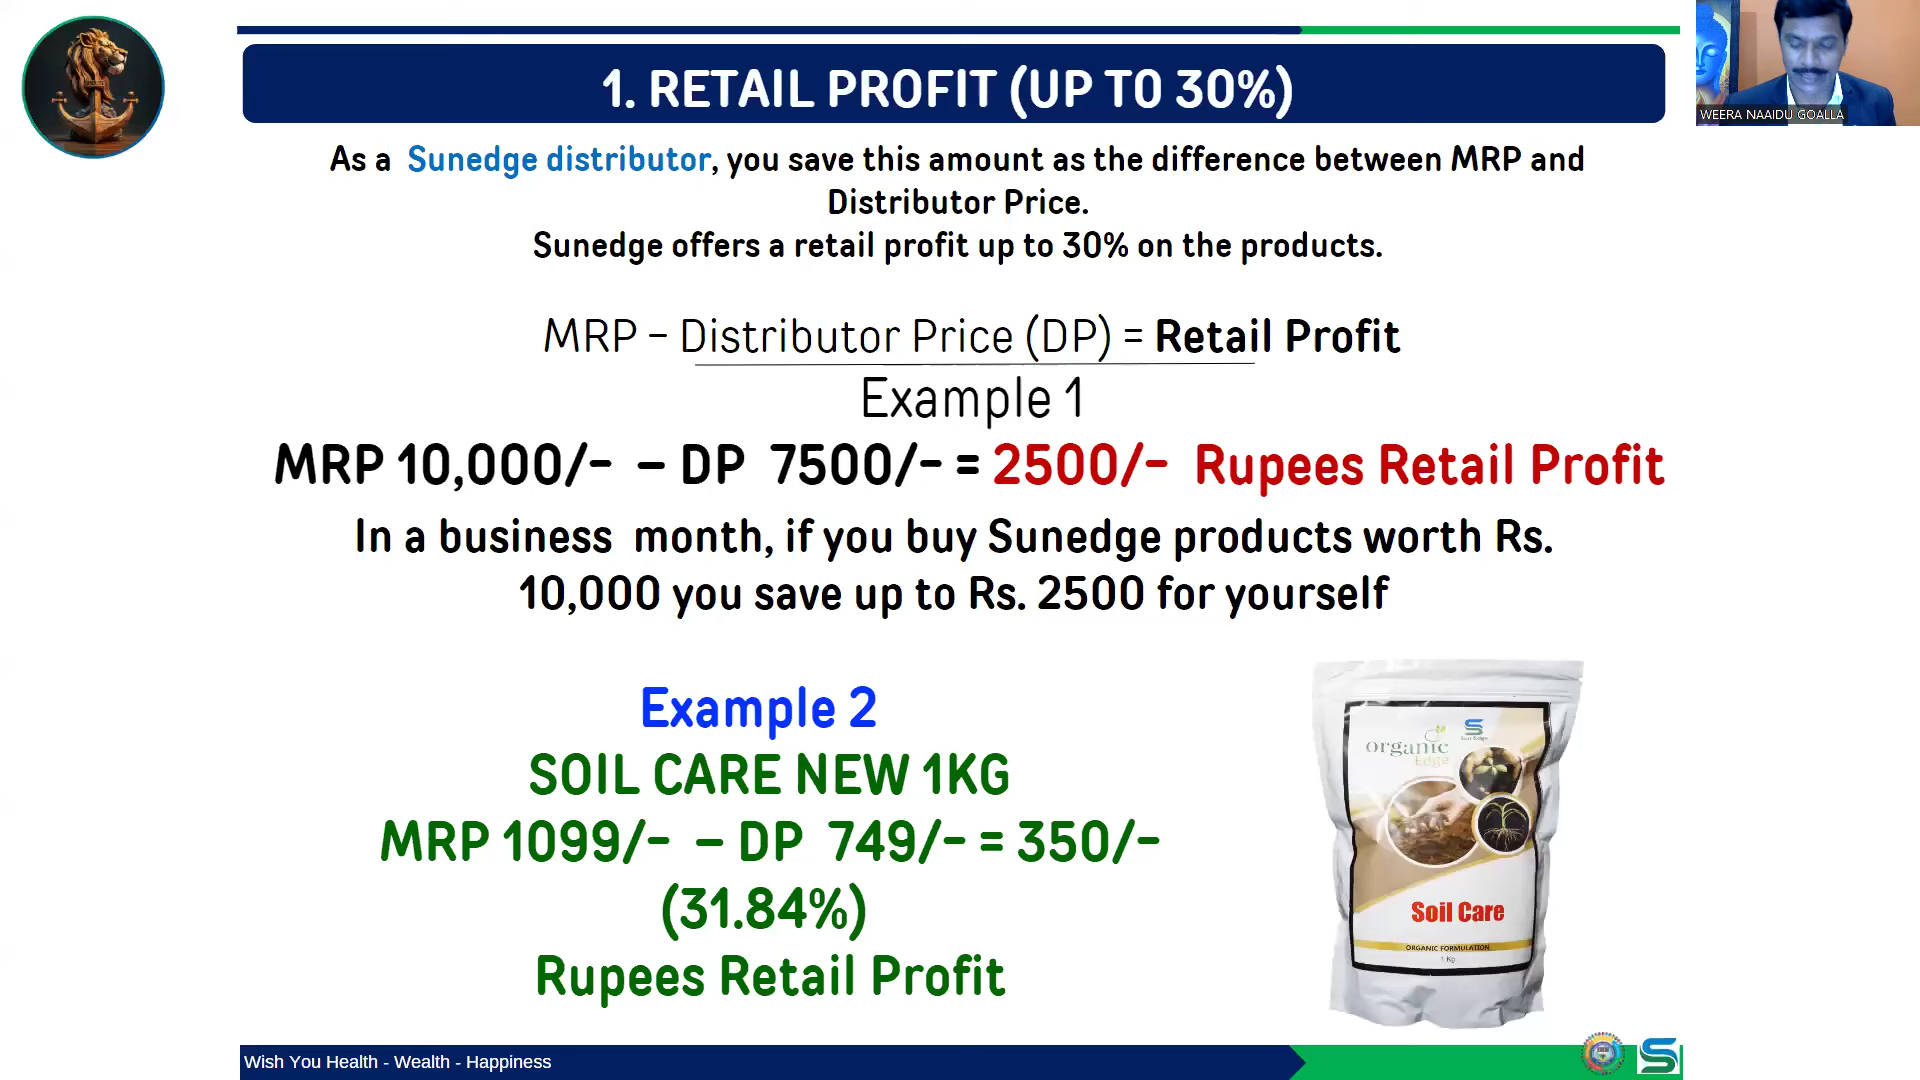 1. RETAIL PROFIT (UP TO 30%)
WEERA NAAIDU GOALLA
As a Sunedge distributor, you save this amount as the difference between MRP and
Distributor Price.
Sunedge offers a retail profit up to 30% on the products.
MRP – Distributor Price (DP) = Retail Profit
Example 1
MRP 10,000/- – DP 7500/- = 2500/- Rupees Retail Profit
In a business month, if you buy Sunedge products worth Rs.
10,000 you save up to Rs. 2500 for yourself
Example 2
SOIL CARE NEW 1KG
MRP 1099/- – DP 749/- = 350/-
(31.84%)
Rupees Retail Profit
organic
Edge
Soil Care
ORGANIC FORMULATION
1 Kg
Wish You Health - Wealth - Happiness